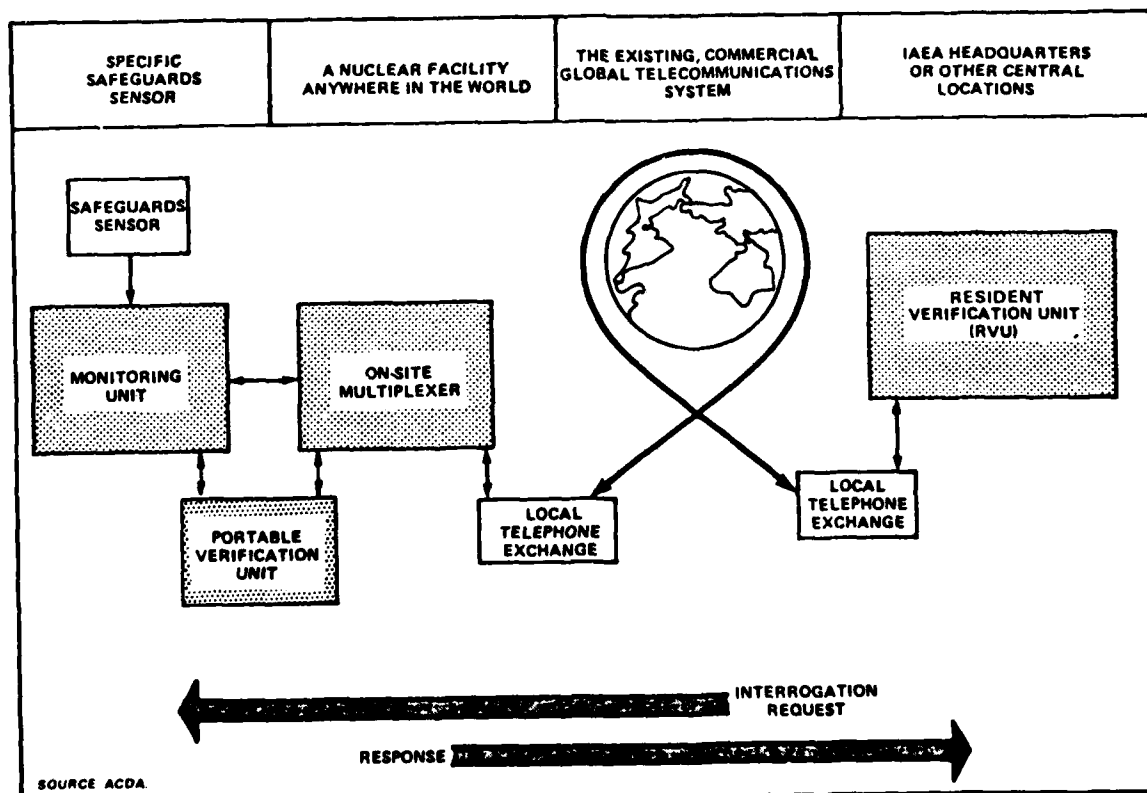 SPECIFIC
SAFEGUARDS
SENSOR
A NUCLEAR FACILITY
ANYWHERE IN THE WORLD
THE EXISTING, COMMERCIAL
GLOBAL TELECOMMUNICATIONS
SYSTEM
IAEA HEADQUARTERS
OR OTHER CENTRAL
LOCATIONS
SAFEGUARDS
SENSOR
MONITORING
UNIT
ON-SITE
MULTIPLEXER
RESIDENT
VERIFICATION UNIT
(RVU)
PORTABLE
VERIFICATION
UNIT
LOCAL
TELEPHONE
EXCHANGE
LOCAL
TELEPHONE
EXCHANGE
INTERROGATION
REQUEST
RESPONSE
SOURCE ACDA.